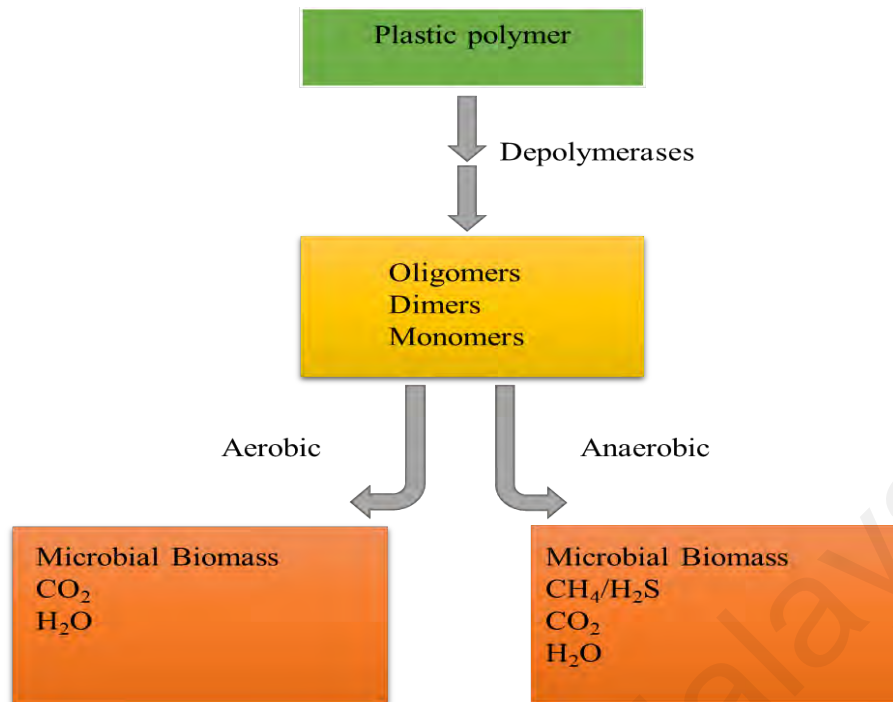 Plastic polymer
Depolymerases
Oligomers
Dimers
Monomers
Aerobic
Anaerobic
Microbial Biomass
CO₂
H₂O
Microbial Biomass
CH₄/H₂S
CO₂
H₂O